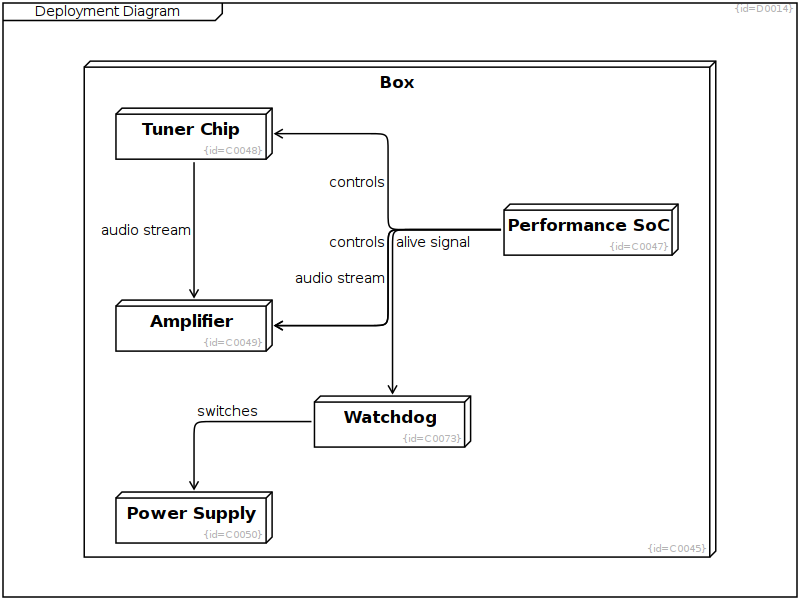 Deployment Diagram
{id=D0014}
Box
Tuner Chip
{id=C0048}
controls
Performance SoC
{id=C0047}
audio stream
controls
alive signal
audio stream
Amplifier
{id=C0049}
switches
Watchdog
{id=C0073}
Power Supply
{id=C0050}
{id=C0045}